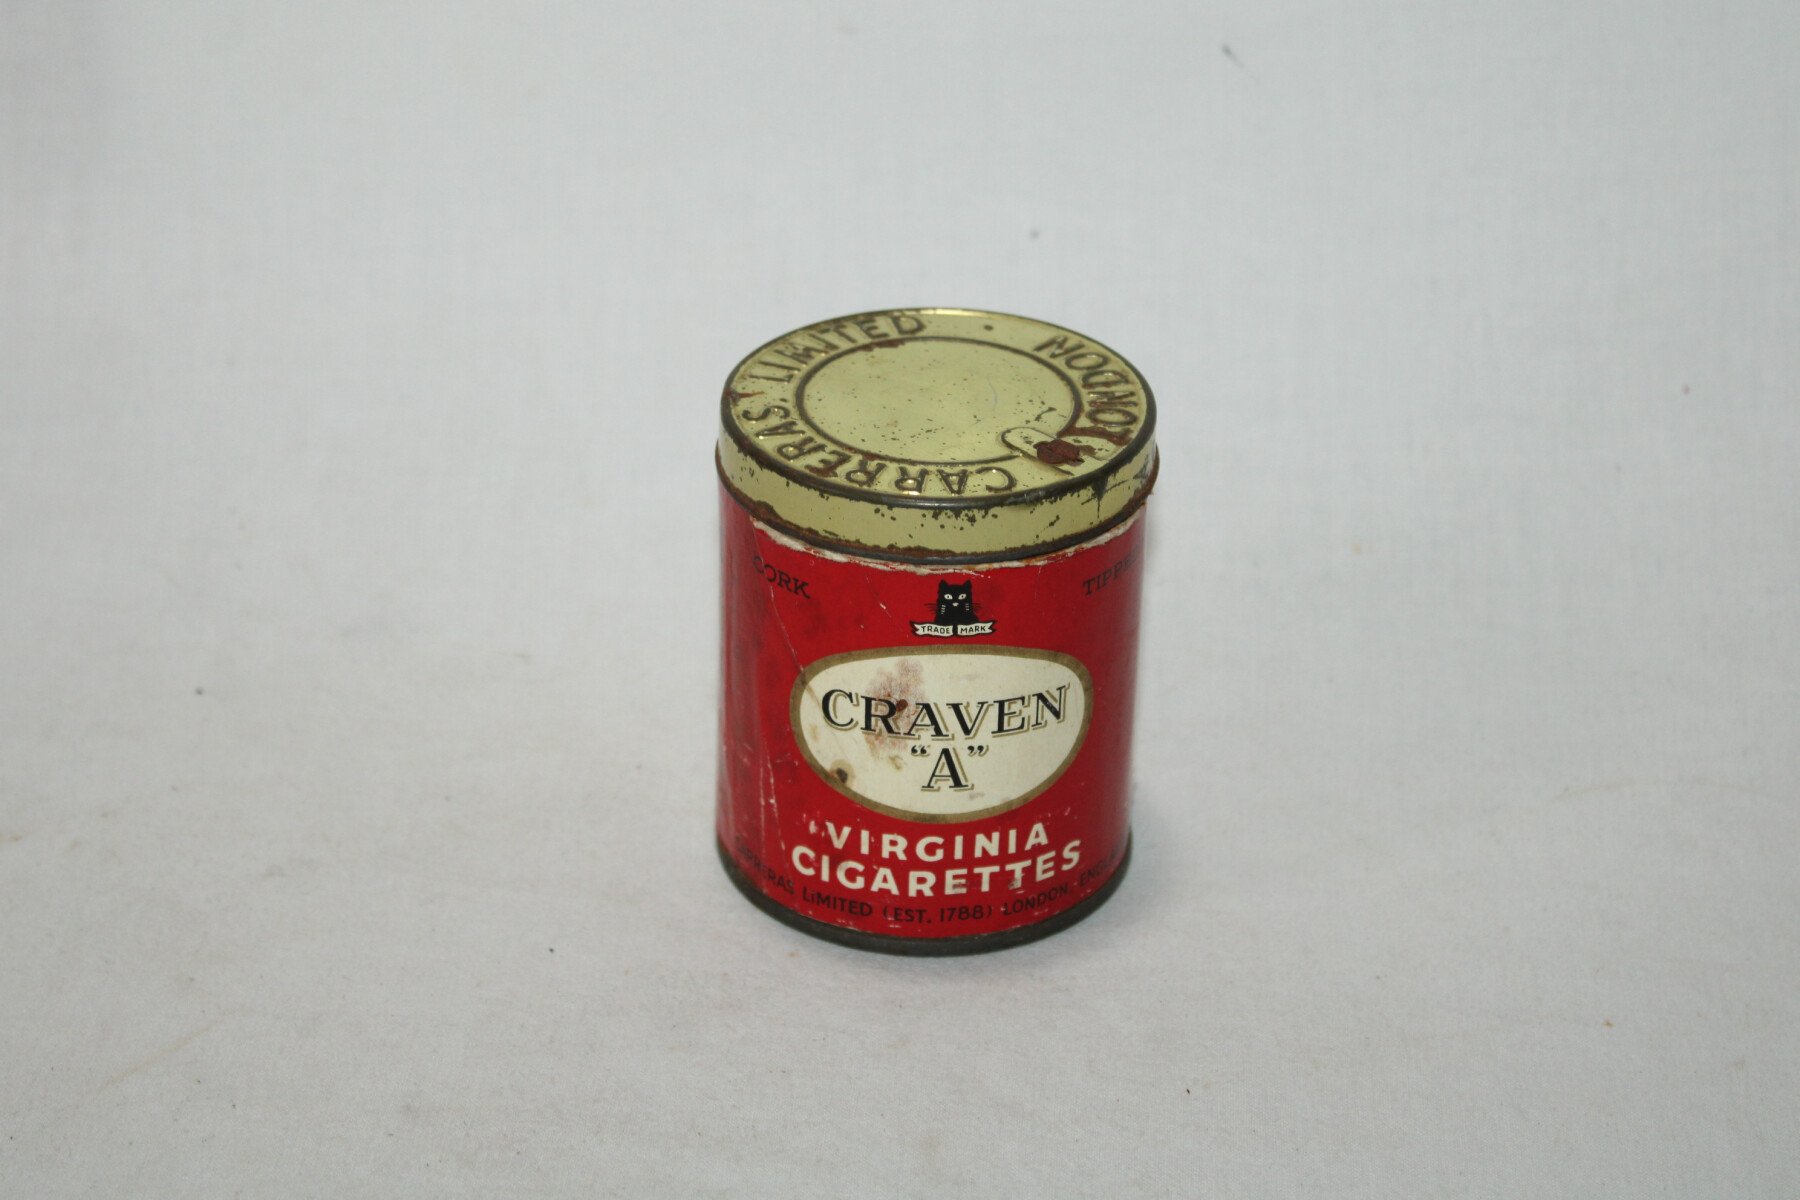 CARRERAS LIMITED · LONDON
CORK
TRADE MARK
CRAVEN
"A"
VIRGINIA
CIGARETTES
LIMITED (EST. 1788) LONDON,